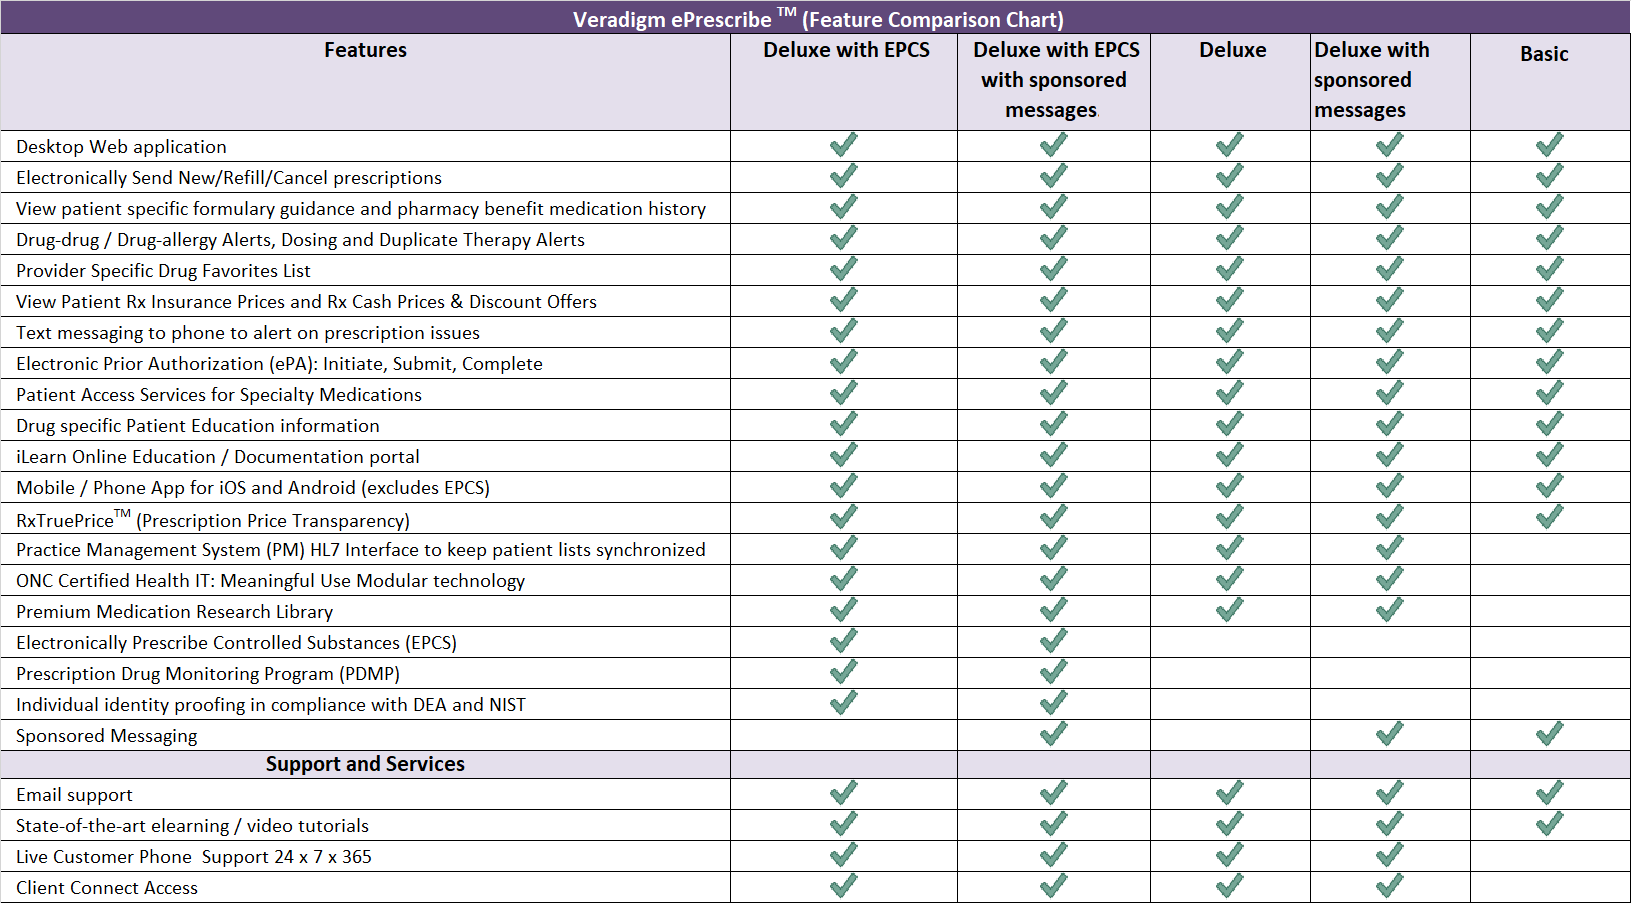 Veradigm ePrescribe TM (Feature Comparison Chart)
Features Deluxe with EPCS Deluxe with EPCS with sponsored messages Deluxe Deluxe with sponsored messages Basic
Desktop Web application
Electronically Send New/Refill/Cancel prescriptions
View patient specific formulary guidance and pharmacy benefit medication history
Drug-drug / Drug-allergy Alerts, Dosing and Duplicate Therapy Alerts
Provider Specific Drug Favorites List
View Patient Rx Insurance Prices and Rx Cash Prices & Discount Offers
Text messaging to phone to alert on prescription issues
Electronic Prior Authorization (ePA): Initiate, Submit, Complete
Patient Access Services for Specialty Medications
Drug specific Patient Education information
iLearn Online Education / Documentation portal
Mobile / Phone App for iOS and Android (excludes EPCS)
RxTruePrice™ (Prescription Price Transparency)
Practice Management System (PM) HL7 Interface to keep patient lists synchronized
ONC Certified Health IT: Meaningful Use Modular technology
Premium Medication Research Library
Electronically Prescribe Controlled Substances (EPCS)
Prescription Drug Monitoring Program (PDMP)
Individual identity proofing in compliance with DEA and NIST
Sponsored Messaging
Support and Services
Email support
State-of-the-art elearning / video tutorials
Live Customer Phone  Support 24 x 7 x 365
Client Connect Access